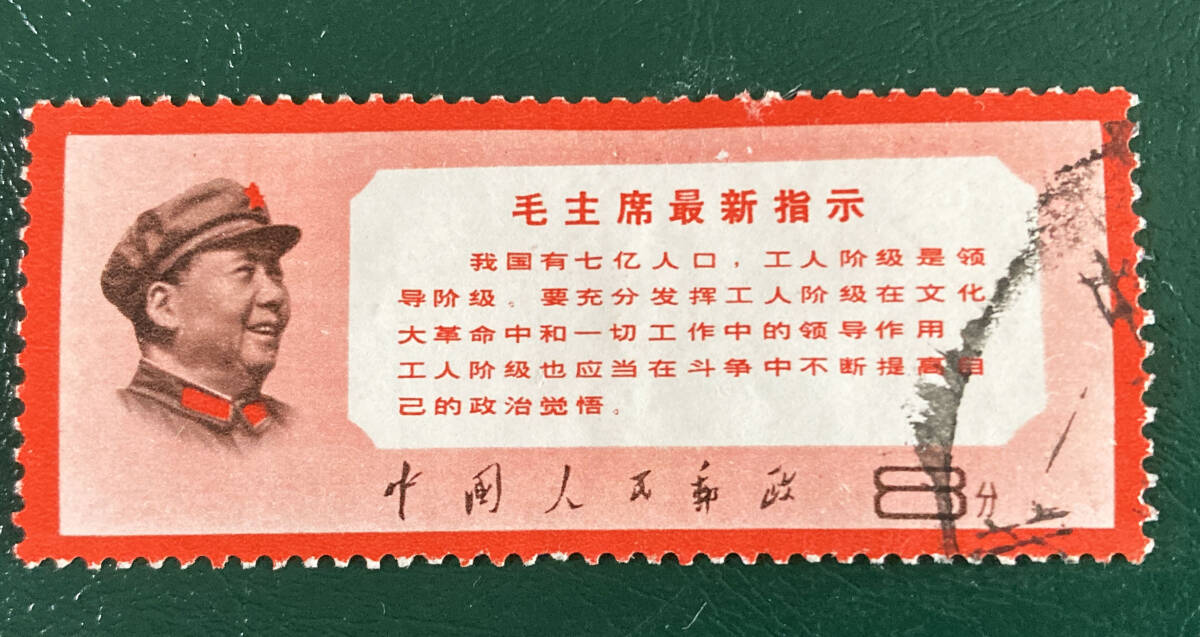 毛主席最新指示
我国有七亿人口，工人阶级是领
导阶级。要充分发挥工人阶级在文化
大革命中和一切工作中的领导作用
工人阶级也应当在斗争中不断提高自
己的政治觉悟。
中国人民邮政 8分